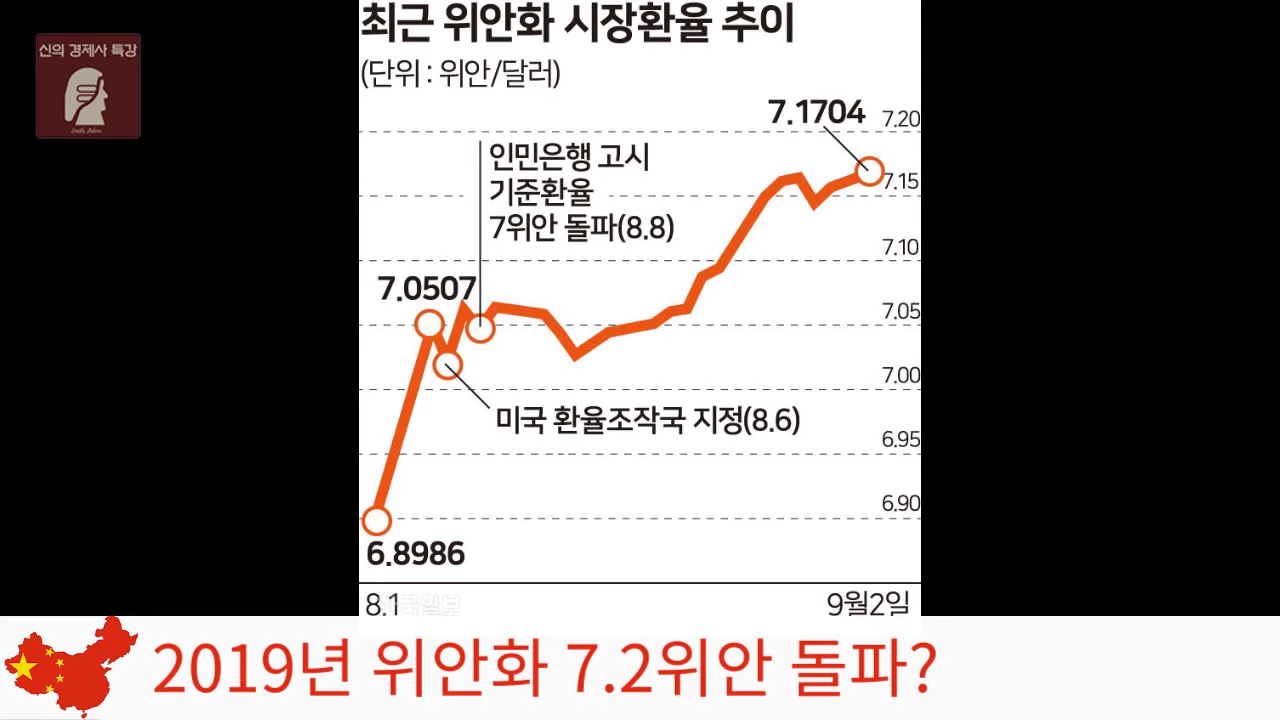 최근 위안화 시장환율 추이
신의 경제사 특강
(단위 : 위안/달러)
7.1704
7.20
인민은행 고시
기준환율
7위안 돌파(8.8)
7.15
7.10
7.0507
7.05
7.00
미국 환율조작국 지정(8.6)
6.95
6.90
6.8986
8.1
9월2일
2019년 위안화 7.2위안 돌파?